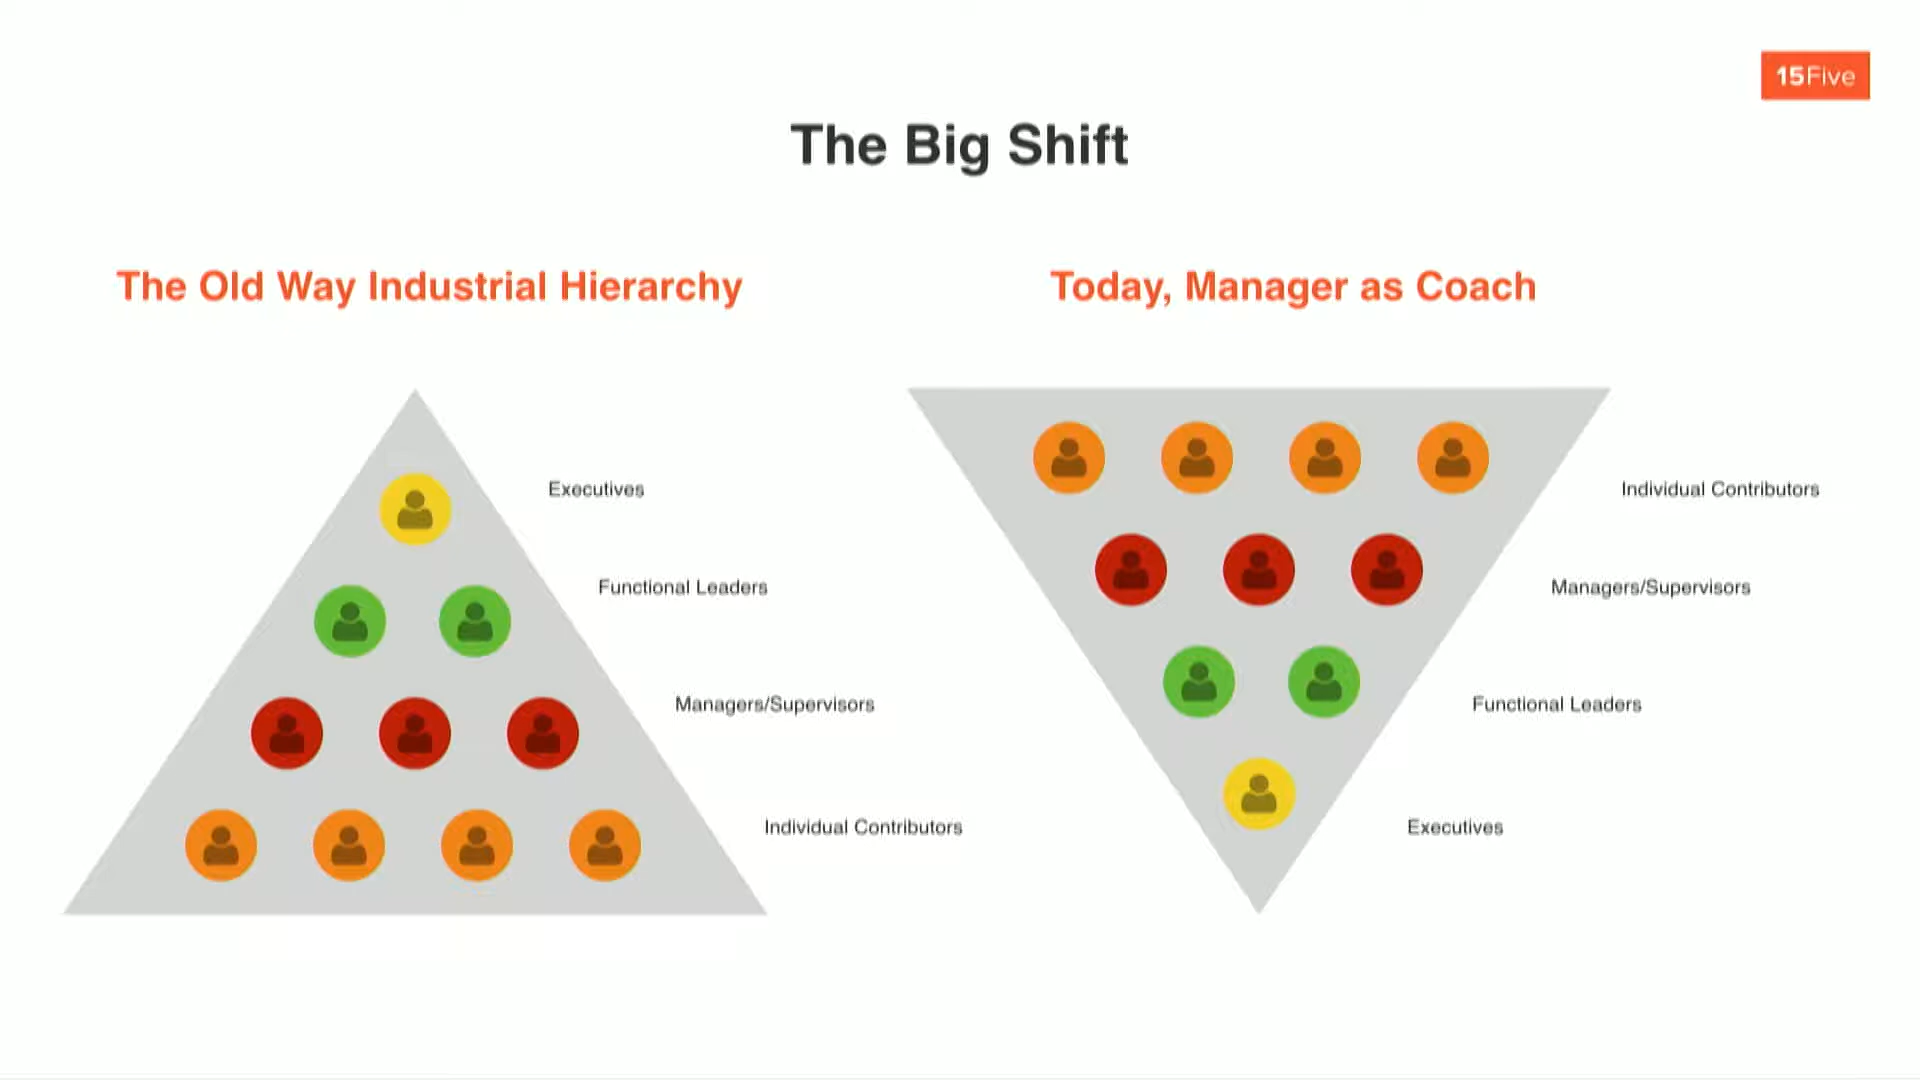 15Five
The Big Shift
The Old Way Industrial Hierarchy
Executives
Functional Leaders
Managers/Supervisors
Individual Contributors
Today, Manager as Coach
Individual Contributors
Managers/Supervisors
Functional Leaders
Executives